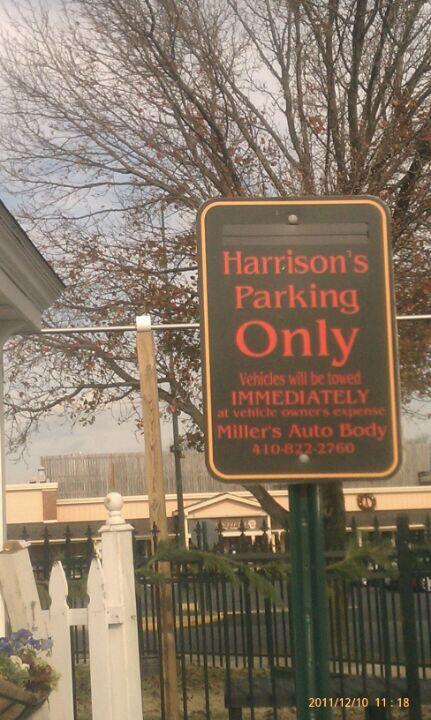 Harrison's
Parking
Only
Vehicles will be towed
IMMEDIATELY
at vehicle owner's expense
Miller's Auto Body
410-822-2760
2011/12/10 11:18